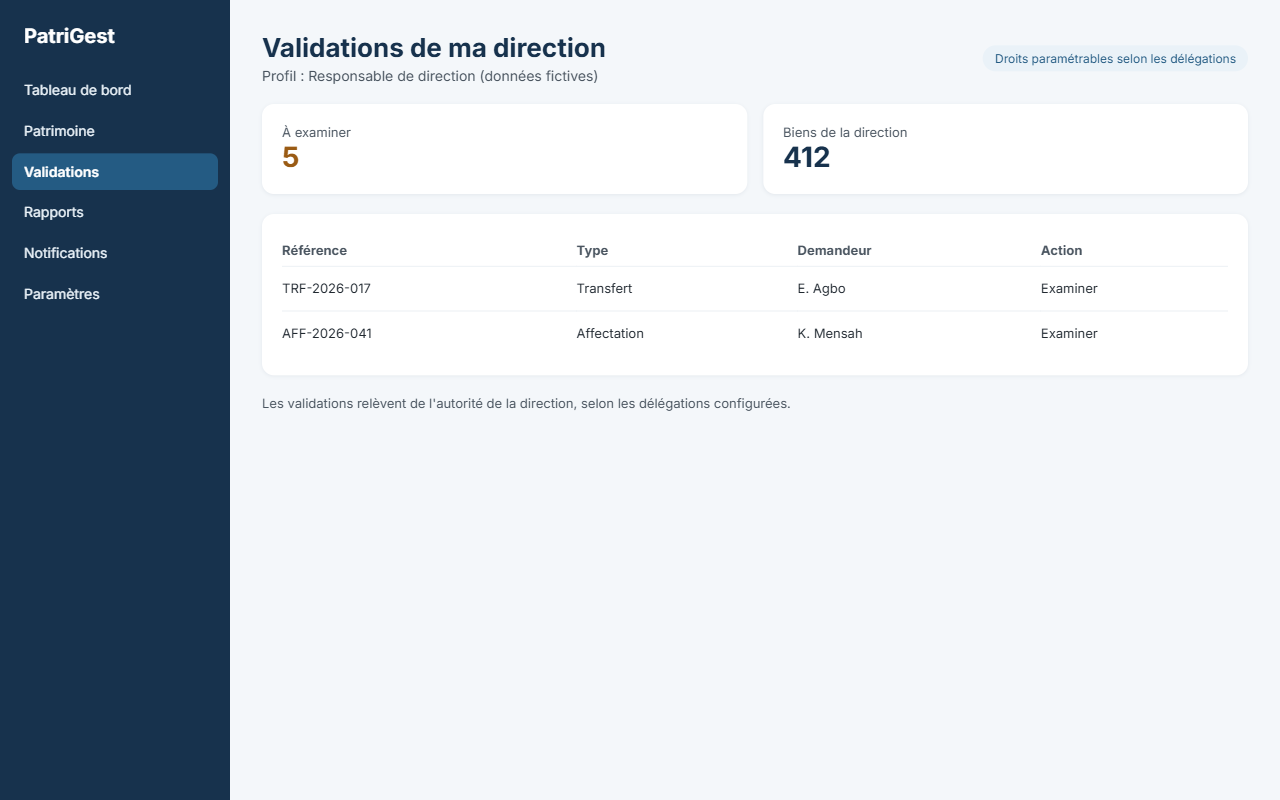 PatriGest
Tableau de bord
Patrimoine
Validations
Rapports
Notifications
Paramètres
Validations de ma direction
Profil : Responsable de direction (données fictives)
Droits paramétrables selon les délégations
À examiner
5
Biens de la direction
412
Référence Type Demandeur Action
TRF-2026-017 Transfert E. Agbo Examiner
AFF-2026-041 Affectation K. Mensah Examiner
Les validations relèvent de l'autorité de la direction, selon les délégations configurées.